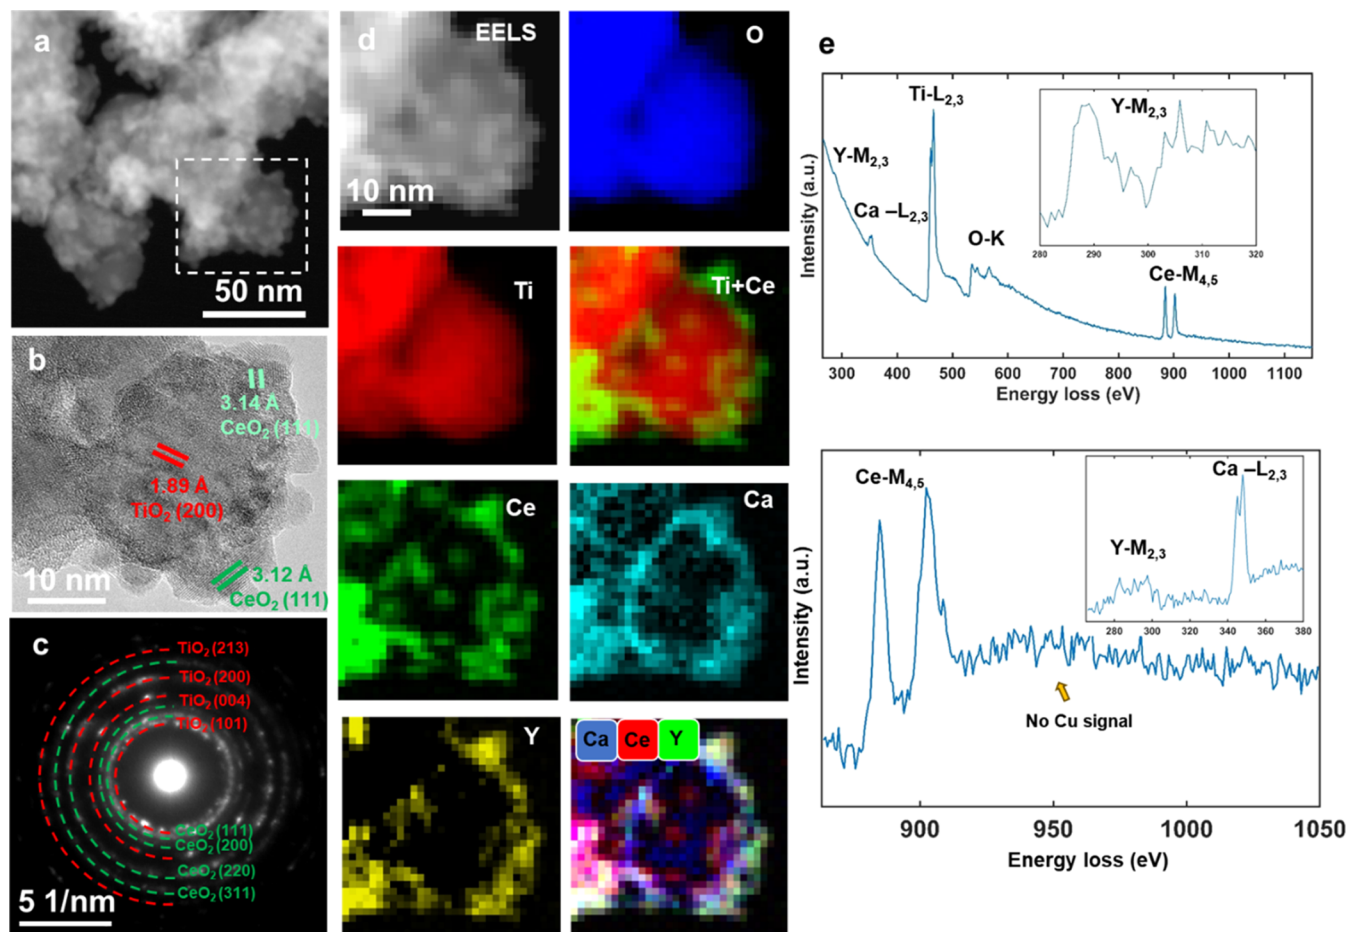 a
50 nm
b
3.14 Å
CeO2 (111)
1.89 Å
TiO2 (200)
3.12 Å
CeO2 (111)
10 nm
c
TiO2 (213)
TiO2 (200)
TiO2 (004)
TiO2 (101)
CeO2 (111)
CeO2 (200)
CeO2 (220)
CeO2 (311)
5 1/nm
d
EELS
10 nm
O
Ti
Ti+Ce
Ce
Ca
Y
Ca Ce Y
e
Intensity (a.u.)
Y-M2,3
Ca –L2,3
Ti-L2,3
O-K
Ce-M4,5
Y-M2,3
280 290 300 310 320
300 400 500 600 700 800 900 1000 1100
Energy loss (eV)
Intensity (a.u.)
Ce-M4,5
Y-M2,3
Ca –L2,3
280 300 320 340 360 380
No Cu signal
900 950 1000 1050
Energy loss (eV)